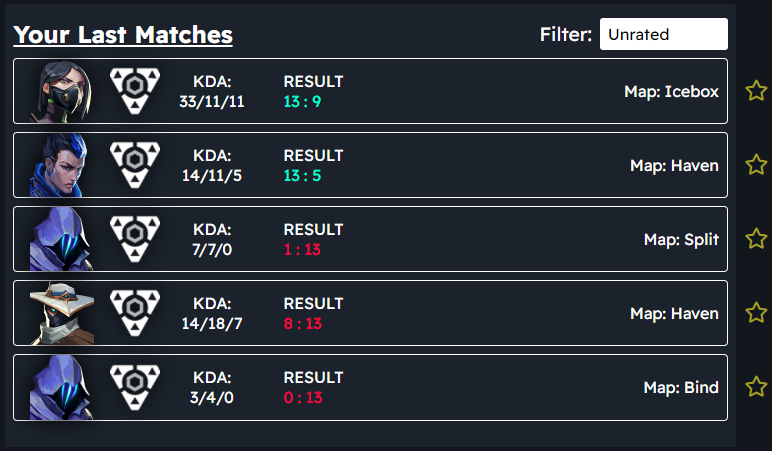 Your Last Matches
Filter: Unrated
KDA: RESULT
33/11/11 13 : 9 Map: Icebox
KDA: RESULT
14/11/5 13 : 5 Map: Haven
KDA: RESULT
7/7/0 1 : 13 Map: Split
KDA: RESULT
14/18/7 8 : 13 Map: Haven
KDA: RESULT
3/4/0 0 : 13 Map: Bind